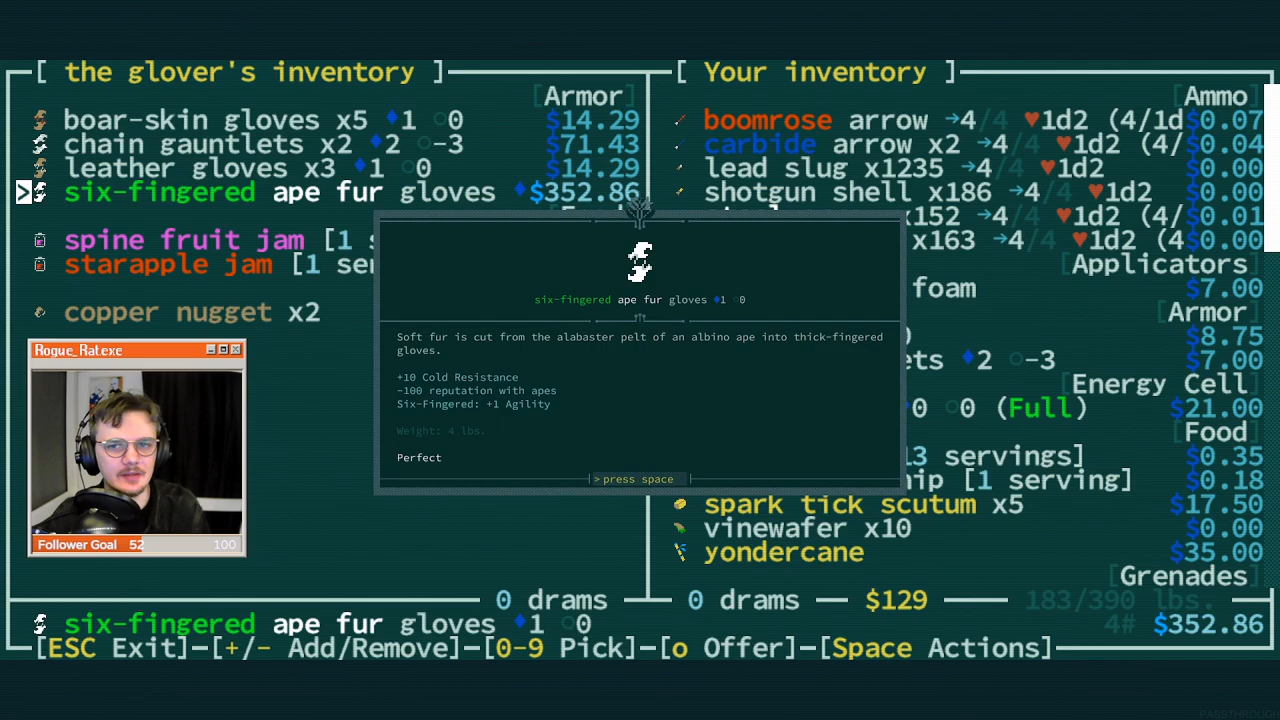 [ the glover's inventory ]
[Armor]
boar-skin gloves x5 ♦1 ○0 $14.29
chain gauntlets x2 ♦2 ○-3 $71.43
leather gloves x3 ♦1 ○0 $14.29
> six-fingered ape fur gloves ♦$352.86
spine fruit jam [1 s
starapple jam [1 ser
copper nugget x2
Rogue_Rat.exe
Follower Goal 52 100
six-fingered ape fur gloves ♦1 ○0
Soft fur is cut from the alabaster pelt of an albino ape into thick-fingered
gloves.
+10 Cold Resistance
-100 reputation with apes
Six-Fingered: +1 Agility
Weight: 4 lbs.
Perfect
> press space
[ Your inventory ]
[Ammo]
boomrose arrow →4/4 ♥1d2 (4/1d $0.07
carbide arrow x2 →4/4 ♥1d2 (4/ $0.04
lead slug x1235 →4/4 ♥1d2 $0.00
shotgun shell x186 →4/4 ♥1d2 $0.00
x152 →4/4 ♥1d2 (4/ $0.01
x163 →4/4 ♥1d2 (4 $0.00
[Applicators]
foam $7.00
[Armor]
$8.75
ets ♦2 ○-3 $7.00
[Energy Cell]
♦0 ○0 (Full) $21.00
[Food]
13 servings] $0.35
hip [1 serving] $0.18
spark tick scutum x5 $17.50
vinewafer x10 $0.00
yondercane $35.00
[Grenades]
0 drams 0 drams $129 183/390 lbs.
six-fingered ape fur gloves ♦1 ○0 4# $352.86
[ESC Exit]-[+/- Add/Remove]-[0-9 Pick]-[o Offer]-[Space Actions]
PASSTHROUGH